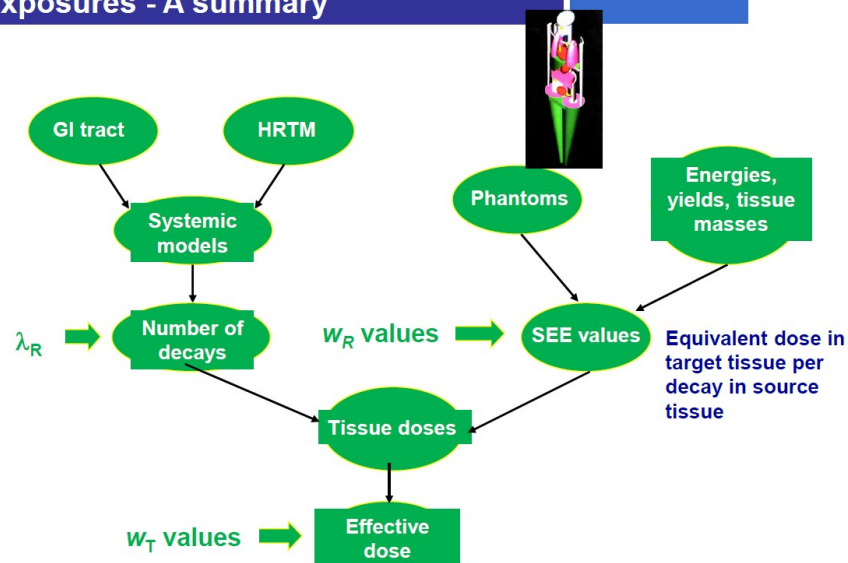 xposures - A summary
GI tract
HRTM
Phantoms
Energies,
yields, tissue
masses
Systemic
models
λR
Number of
decays
wR values
SEE values
Equivalent dose in
target tissue per
decay in source
tissue
Tissue doses
wT values
Effective
dose